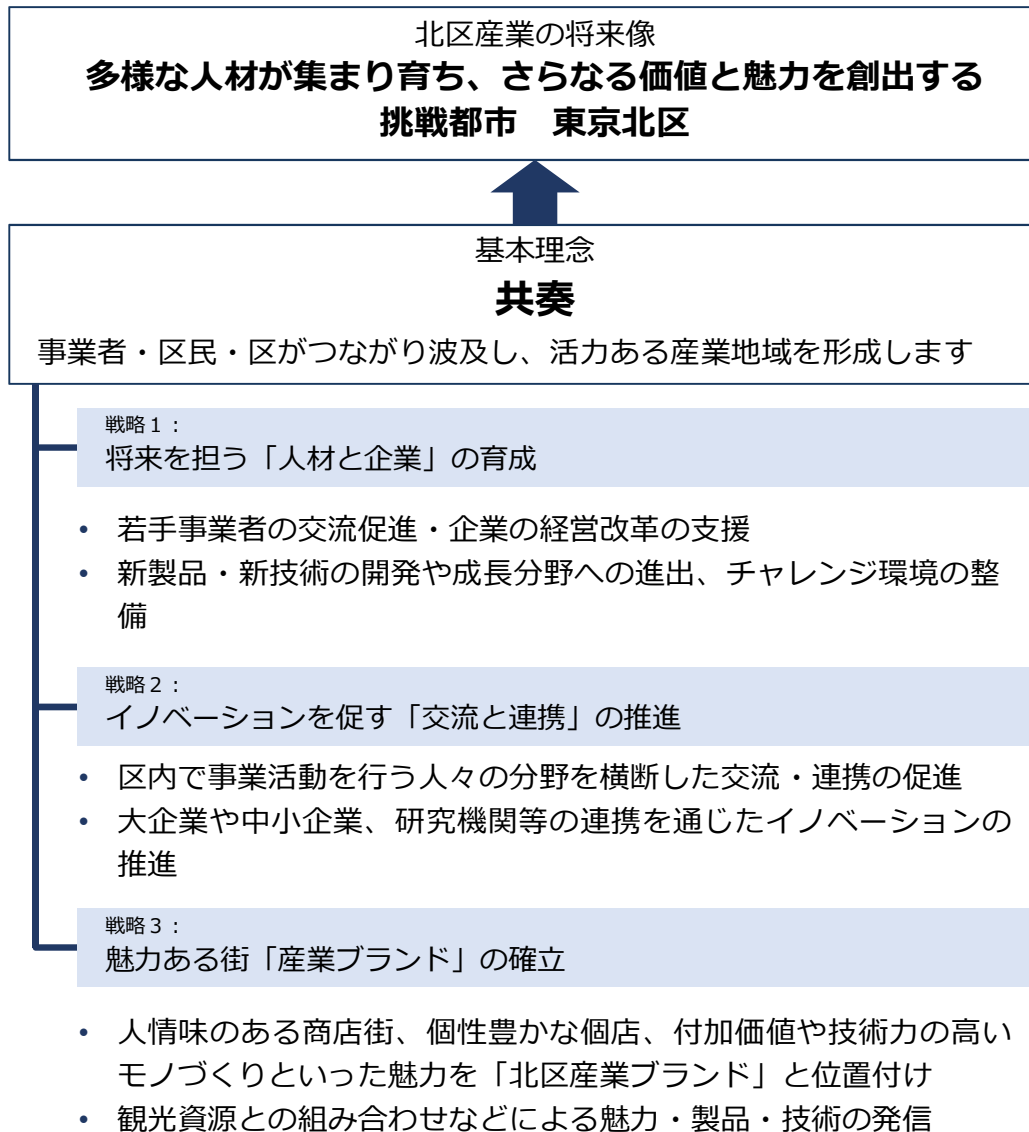 北区産業の将来像
多様な人材が集まり育ち、さらなる価値と魅力を創出する
挑戦都市　東京北区
基本理念
共奏
事業者・区民・区がつながり波及し、活力ある産業地域を形成します
戦略１：
将来を担う「人材と企業」の育成
• 若手事業者の交流促進・企業の経営改革の支援
• 新製品・新技術の開発や成長分野への進出、チャレンジ環境の整
備
戦略２：
イノベーションを促す「交流と連携」の推進
• 区内で事業活動を行う人々の分野を横断した交流・連携の促進
• 大企業や中小企業、研究機関等の連携を通じたイノベーションの
推進
戦略３：
魅力ある街「産業ブランド」の確立
• 人情味のある商店街、個性豊かな個店、付加価値や技術力の高い
モノづくりといった魅力を「北区産業ブランド」と位置付け
• 観光資源との組み合わせなどによる魅力・製品・技術の発信